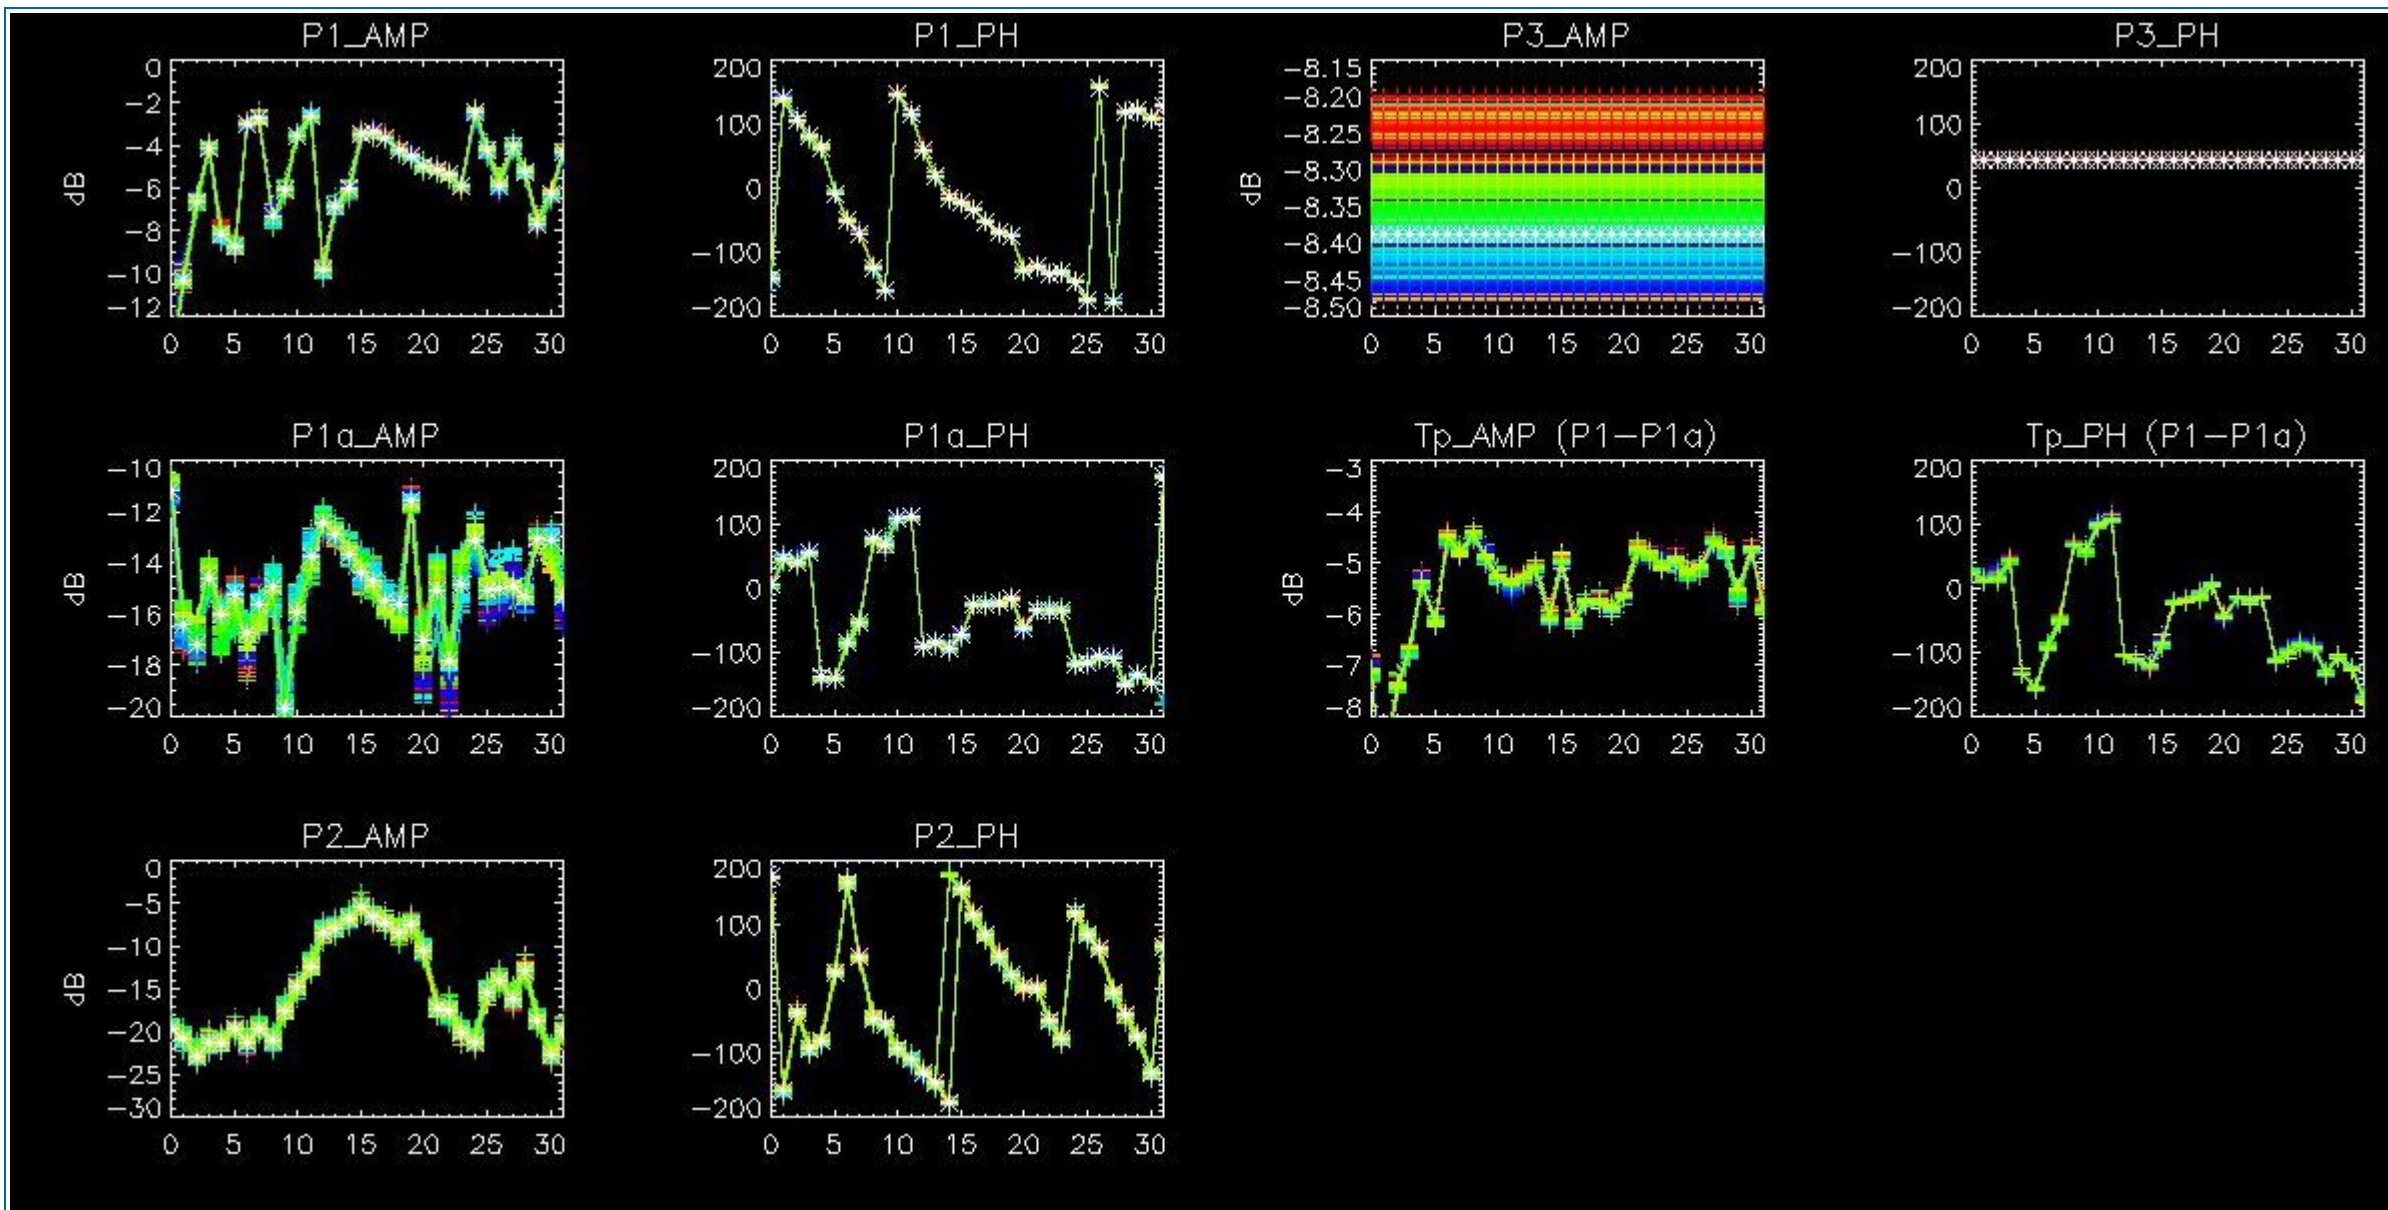 P1_AMP
0
−2
−4
−6
−8
−10
−12
dB
0 5 10 15 20 25 30
P1_PH
200
100
0
−100
−200
0 5 10 15 20 25 30
P3_AMP
−8.15
−8.20
−8.25
−8.30
−8.35
−8.40
−8.45
−8.50
dB
0 5 10 15 20 25 30
P3_PH
200
100
0
−100
−200
0 5 10 15 20 25 30
P1a_AMP
−10
−12
−14
−16
−18
−20
dB
0 5 10 15 20 25 30
P1a_PH
200
100
0
−100
−200
0 5 10 15 20 25 30
Tp_AMP (P1−P1a)
−3
−4
−5
−6
−7
−8
dB
0 5 10 15 20 25 30
Tp_PH (P1−P1a)
200
100
0
−100
−200
0 5 10 15 20 25 30
P2_AMP
0
−5
−10
−15
−20
−25
−30
dB
0 5 10 15 20 25 30
P2_PH
200
100
0
−100
−200
0 5 10 15 20 25 30